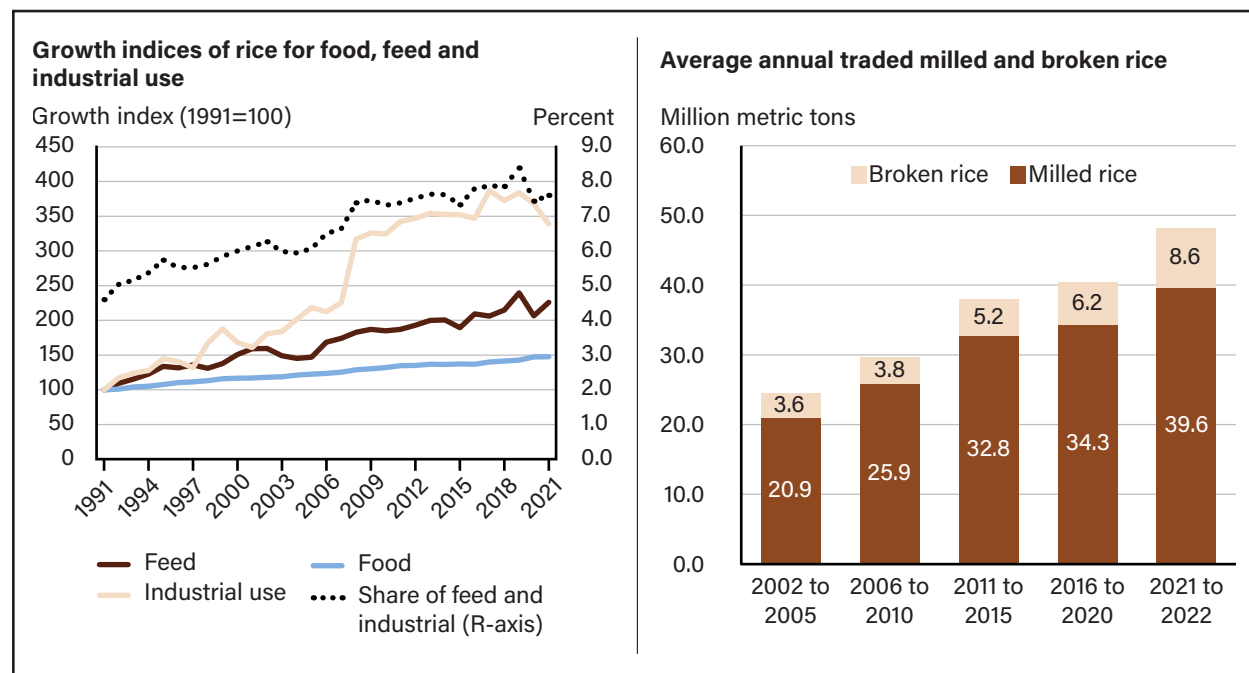 Growth indices of rice for food, feed and
industrial use
Growth index (1991=100)
Percent
450
400
350
300
250
200
150
100
50
0
9.0
8.0
7.0
6.0
5.0
4.0
3.0
2.0
1.0
0.0
1991
1994
1997
2000
2003
2006
2009
2012
2015
2018
2021
Feed
Food
Industrial use
Share of feed and
industrial (R-axis)
Average annual traded milled and broken rice
Million metric tons
60.0
50.0
40.0
30.0
20.0
10.0
0.0
Broken rice
Milled rice
3.6
20.9
3.8
25.9
5.2
32.8
6.2
34.3
8.6
39.6
2002 to
2005
2006 to
2010
2011 to
2015
2016 to
2020
2021 to
2022